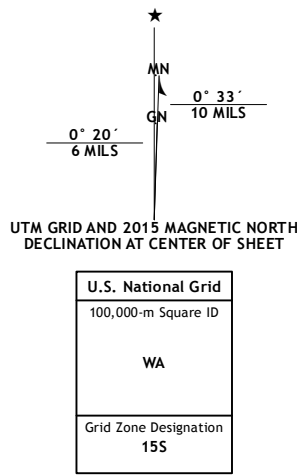 MN
0° 33´
10 MILS
GN
0° 20´
6 MILS
UTM GRID AND 2015 MAGNETIC NORTH
DECLINATION AT CENTER OF SHEET
U.S. National Grid
100,000-m Square ID
WA
Grid Zone Designation
15S